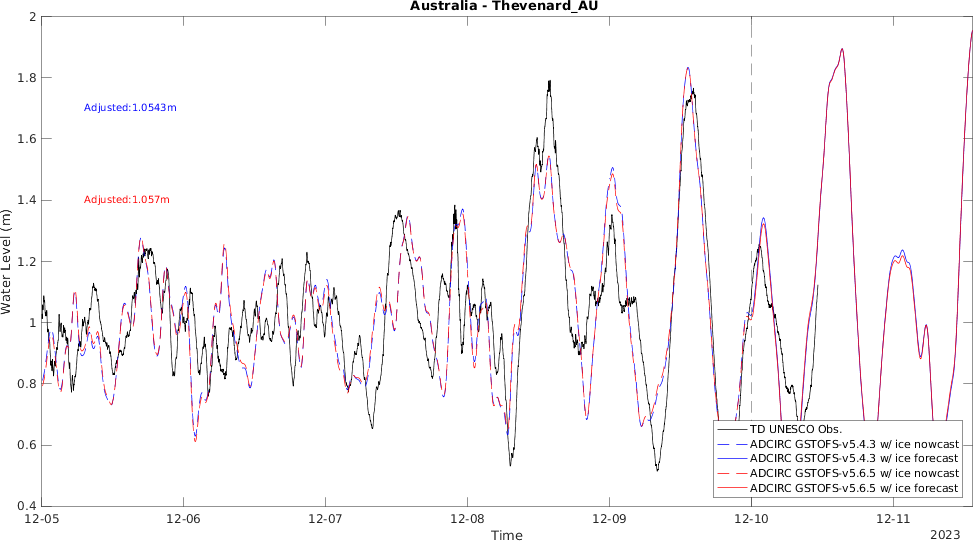 Australia - Thevenard_AU
2
1.8
1.6
1.4
1.2
1
0.8
0.6
0.4
Water Level (m)
Adjusted:1.0543m
Adjusted:1.057m
TD UNESCO Obs.
ADCIRC GSTOFS-v5.4.3 w/ ice nowcast
ADCIRC GSTOFS-v5.4.3 w/ ice forecast
ADCIRC GSTOFS-v5.6.5 w/ ice nowcast
ADCIRC GSTOFS-v5.6.5 w/ ice forecast
12-05 12-06 12-07 12-08 12-09 12-10 12-11
Time
2023